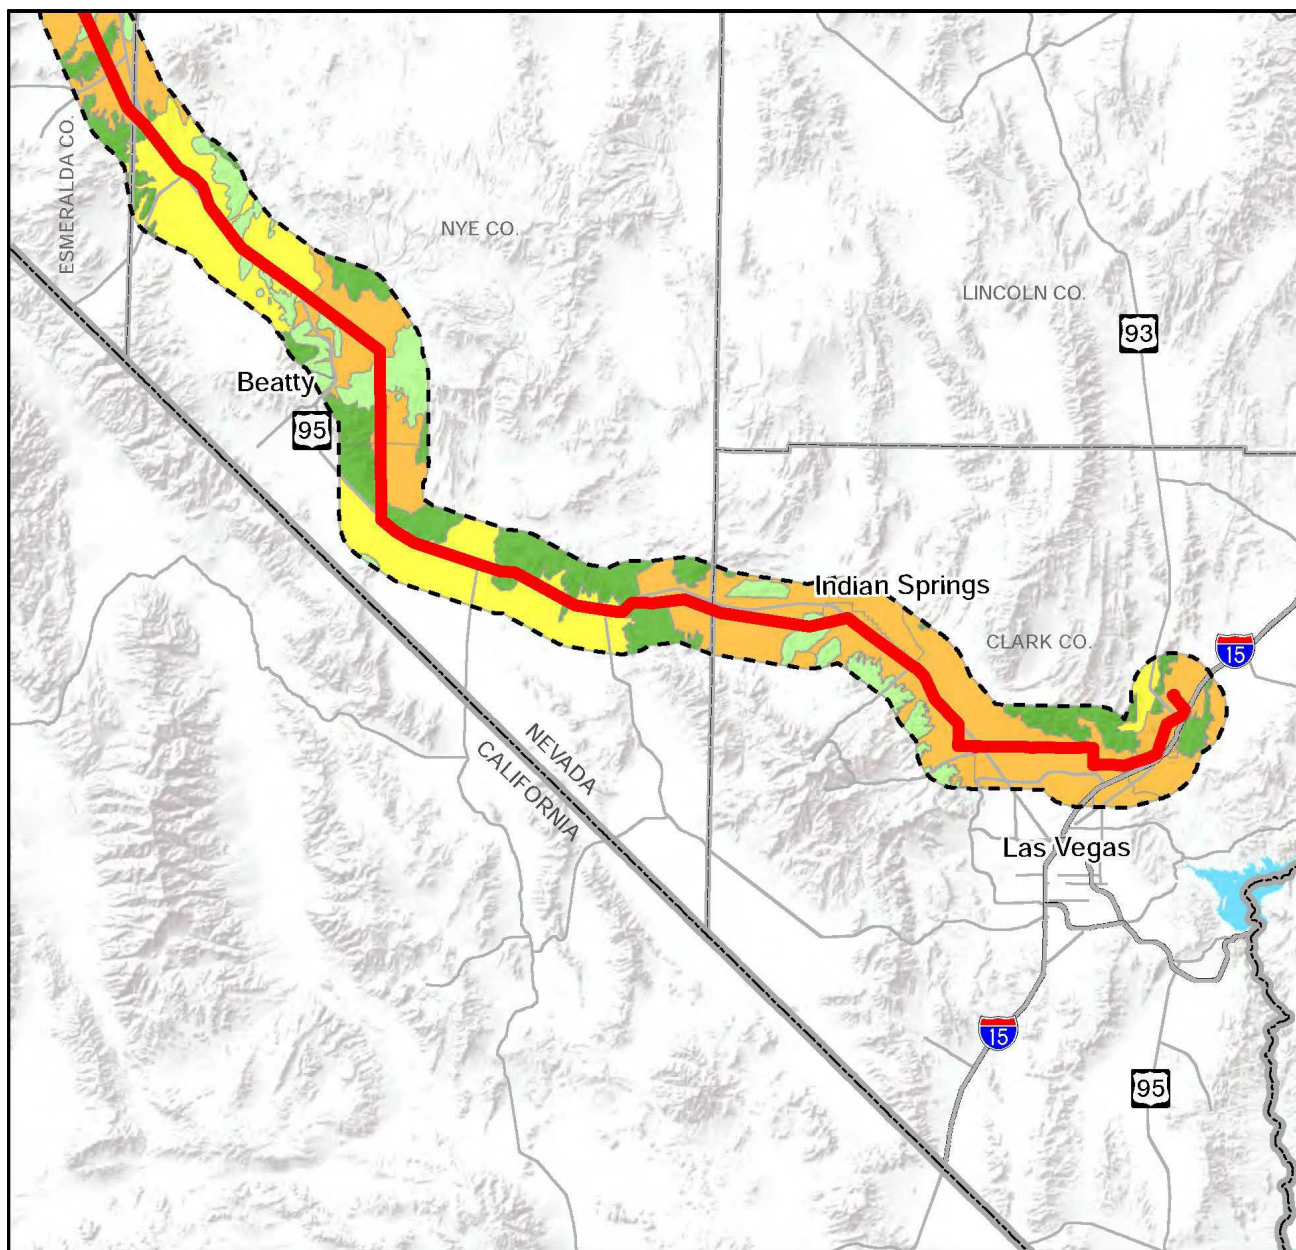 ESMERALDA CO.
NYE CO.
LINCOLN CO.
93
Beatty
95
Indian Springs
CLARK CO.
15
NEVADA
CALIFORNIA
Las Vegas
15
95